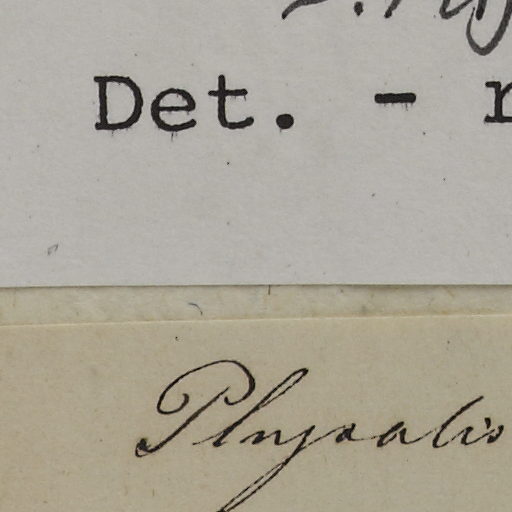 Det. -
Physalis